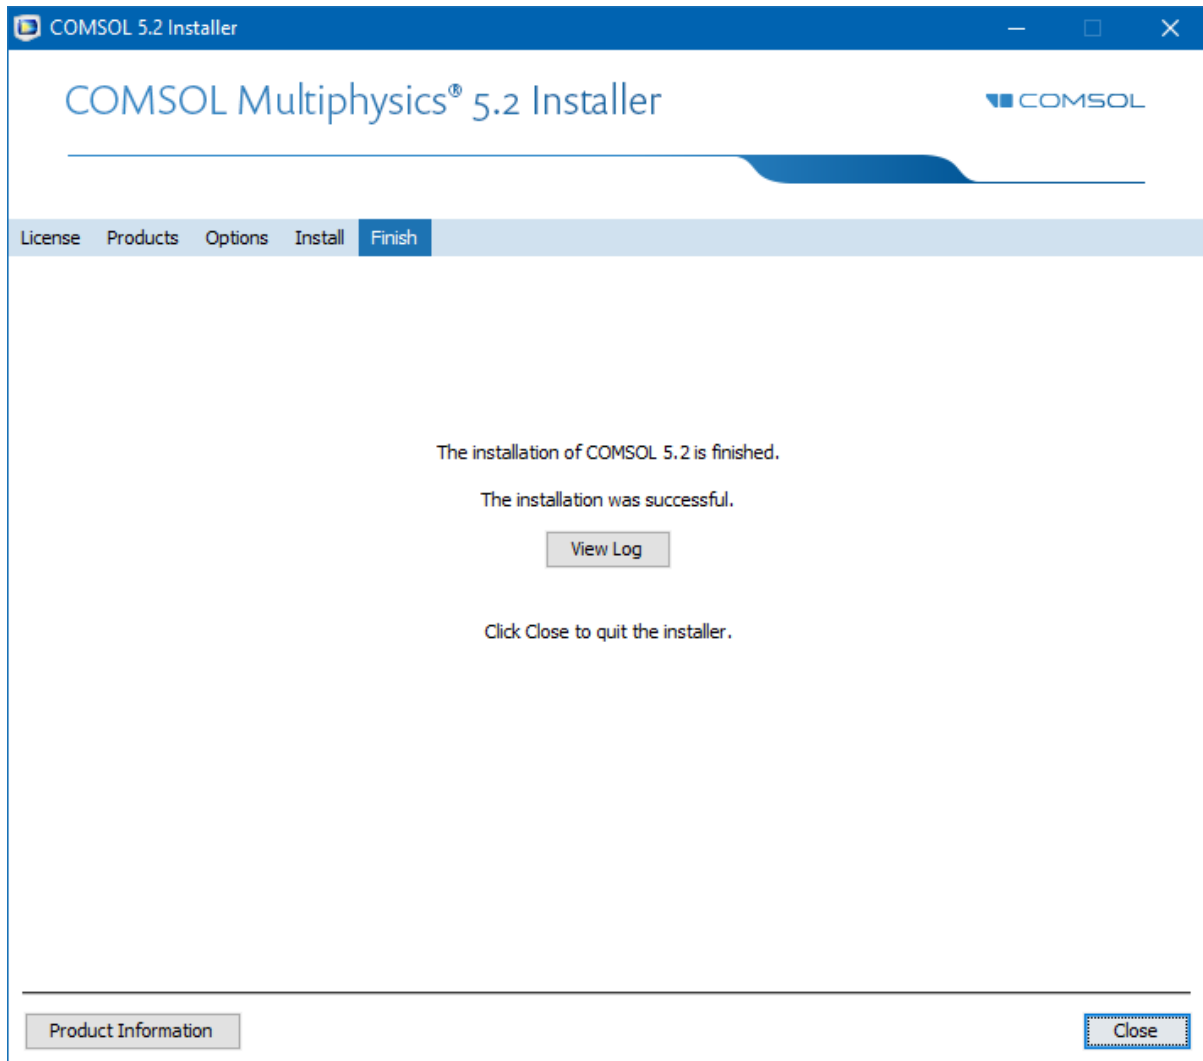 COMSOL 5.2 Installer
COMSOL Multiphysics® 5.2 Installer
COMSOL
License Products Options Install Finish
The installation of COMSOL 5.2 is finished.
The installation was successful.
View Log
Click Close to quit the installer.
Product Information Close